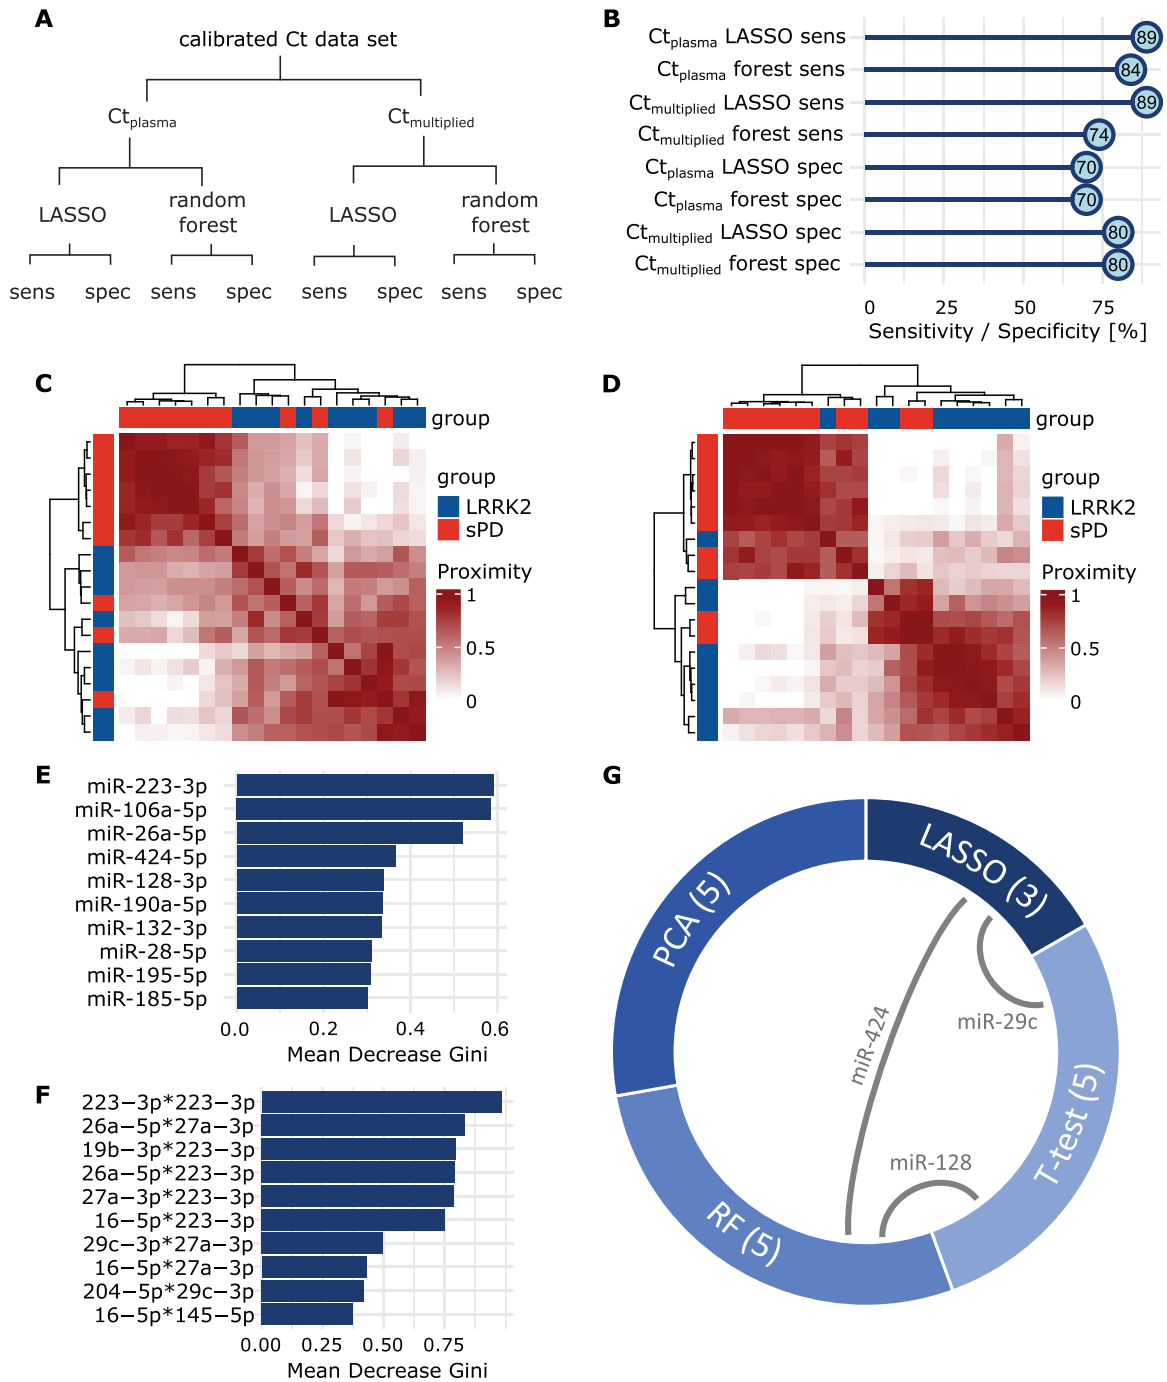 A
calibrated Ct data set
Ctplasma
Ctmultiplied
LASSO
random
forest
LASSO
random
forest
sens
spec
sens
spec
sens
spec
sens
spec
B
Ctplasma LASSO sens
89
Ctplasma forest sens
84
Ctmultiplied LASSO sens
89
Ctmultiplied forest sens
74
Ctplasma LASSO spec
70
Ctplasma forest spec
70
Ctmultiplied LASSO spec
80
Ctmultiplied forest spec
80
0 25 50 75
Sensitivity / Specificity [%]
C
group
group
LRRK2
sPD
Proximity
1
0.5
0
D
group
group
LRRK2
sPD
Proximity
1
0.5
0
E
miR-223-3p
miR-106a-5p
miR-26a-5p
miR-424-5p
miR-128-3p
miR-190a-5p
miR-132-3p
miR-28-5p
miR-195-5p
miR-185-5p
0.0 0.2 0.4 0.6
Mean Decrease Gini
F
223−3p*223−3p
26a−5p*27a−3p
19b−3p*223−3p
26a−5p*223−3p
27a−3p*223−3p
16−5p*223−3p
29c−3p*27a−3p
16−5p*27a−3p
204−5p*29c−3p
16−5p*145−5p
0.00 0.25 0.50 0.75
Mean Decrease Gini
G
LASSO (3)
PCA (5)
miR-424
miR-29c
T-test (5)
miR-128
RF (5)